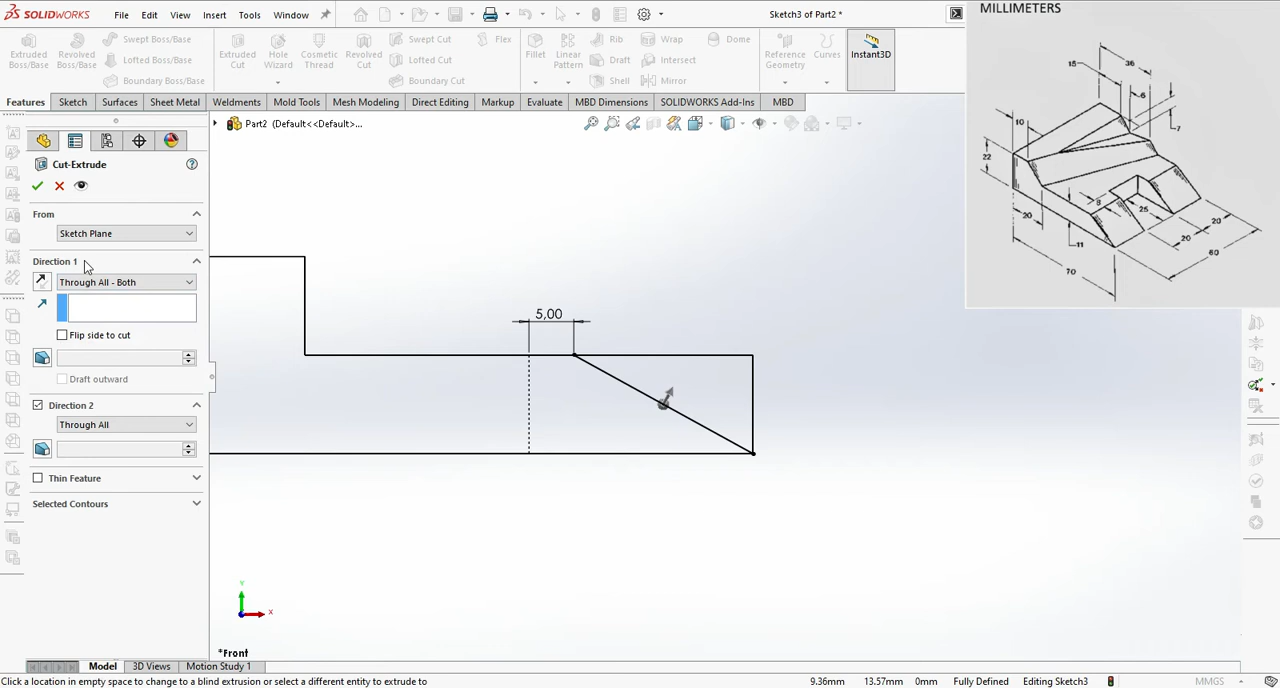 SOLIDWORKS File Edit View Insert Tools Window Sketch3 of Part2 *
MILLIMETERS
Extruded Boss/Base
Revolved Boss/Base
Swept Boss/Base
Lofted Boss/Base
Boundary Boss/Base
Extruded Cut
Hole Wizard
Cosmetic Thread
Revolved Cut
Swept Cut
Lofted Cut
Boundary Cut
Flex
Fillet
Linear Pattern
Rib
Draft
Shell
Wrap
Intersect
Mirror
Dome
Reference Geometry
Curves
Instant3D
Features Sketch Surfaces Sheet Metal Weldments Mold Tools Mesh Modeling Direct Editing Markup Evaluate MBD Dimensions SOLIDWORKS Add-Ins MBD
Part2 (Default<<Default>...
Cut-Extrude
From
Sketch Plane
Direction 1
Through All - Both
Flip side to cut
Draft outward
Direction 2
Through All
Thin Feature
Selected Contours
5,00
15
36
6
7
10
22
20
8
25
11
20
20
70
60
Y
X
*Front
Model 3D Views Motion Study 1
Click a location in empty space to change to a blind extrusion or select a different entity to extrude to 9.36mm 13.57mm 0mm Fully Defined Editing Sketch3 MMGS